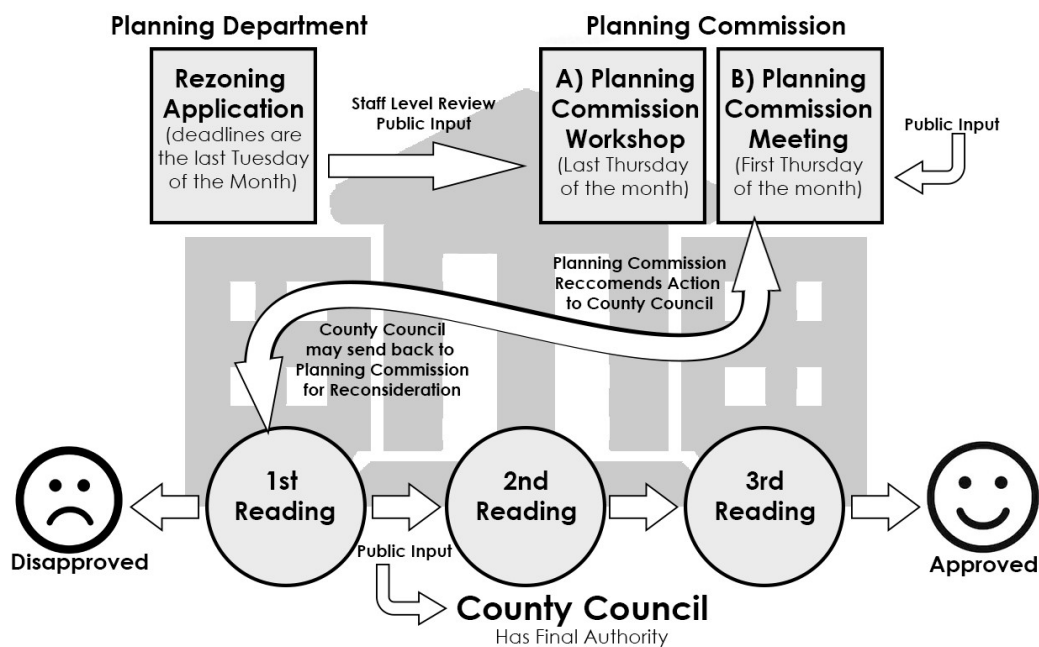 Planning Department
Planning Commission
Rezoning
Application
(deadlines are
the last Tuesday
of the Month)
Staff Level Review
Public Input
A) Planning
Commission
Workshop
(Last Thursday
of the month)
B) Planning
Commission
Meeting
(First Thursday
of the month)
Public Input
Planning Commission
Reccomends Action
to County Council
County Council
may send back to
Planning Commission
for Reconsideration
1st
Reading
2nd
Reading
3rd
Reading
Disapproved
Approved
Public Input
County Council
Has Final Authority